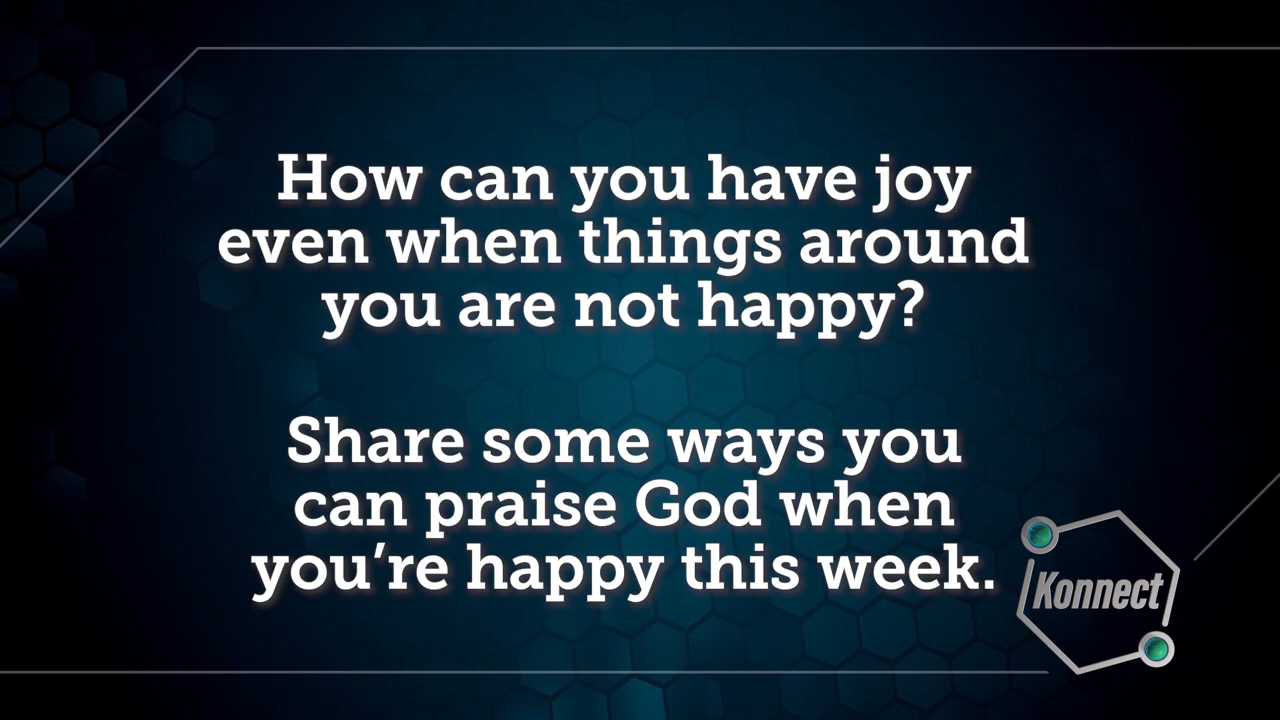 How can you have joy
even when things around
you are not happy?
Share some ways you
can praise God when
you’re happy this week.
Konnect